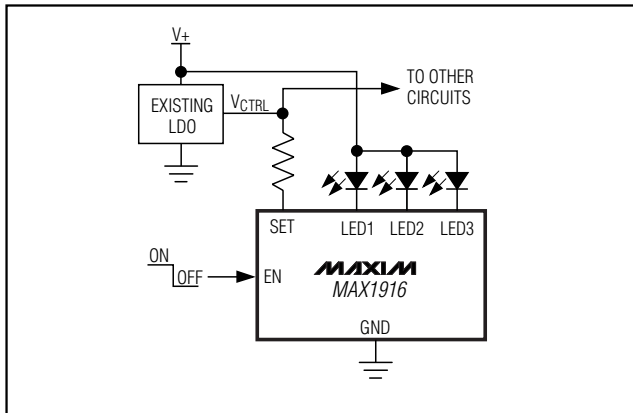 V+
EXISTING
LDO
VCTRL
TO OTHER
CIRCUITS
SET
LED1
LED2
LED3
ON
OFF
EN
MAXIM
MAX1916
GND